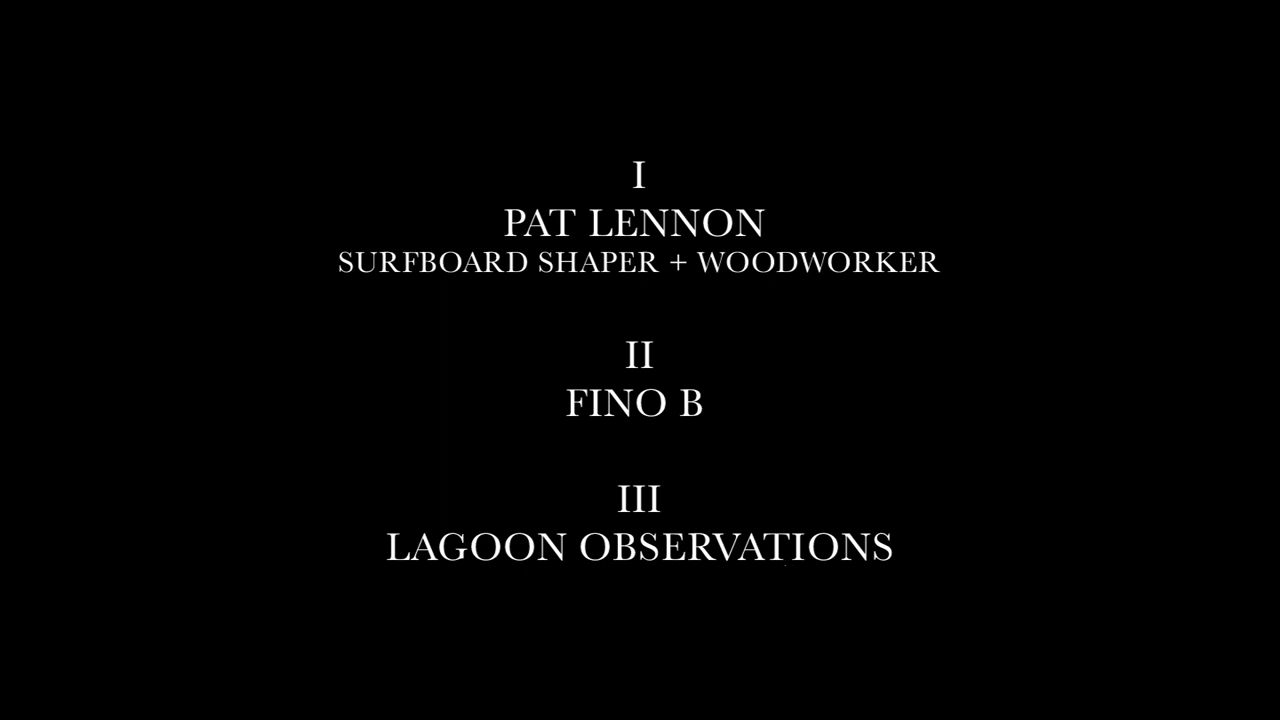 I
PAT LENNON
SURFBOARD SHAPER + WOODWORKER
II
FINO B
III
LAGOON OBSERVATIONS